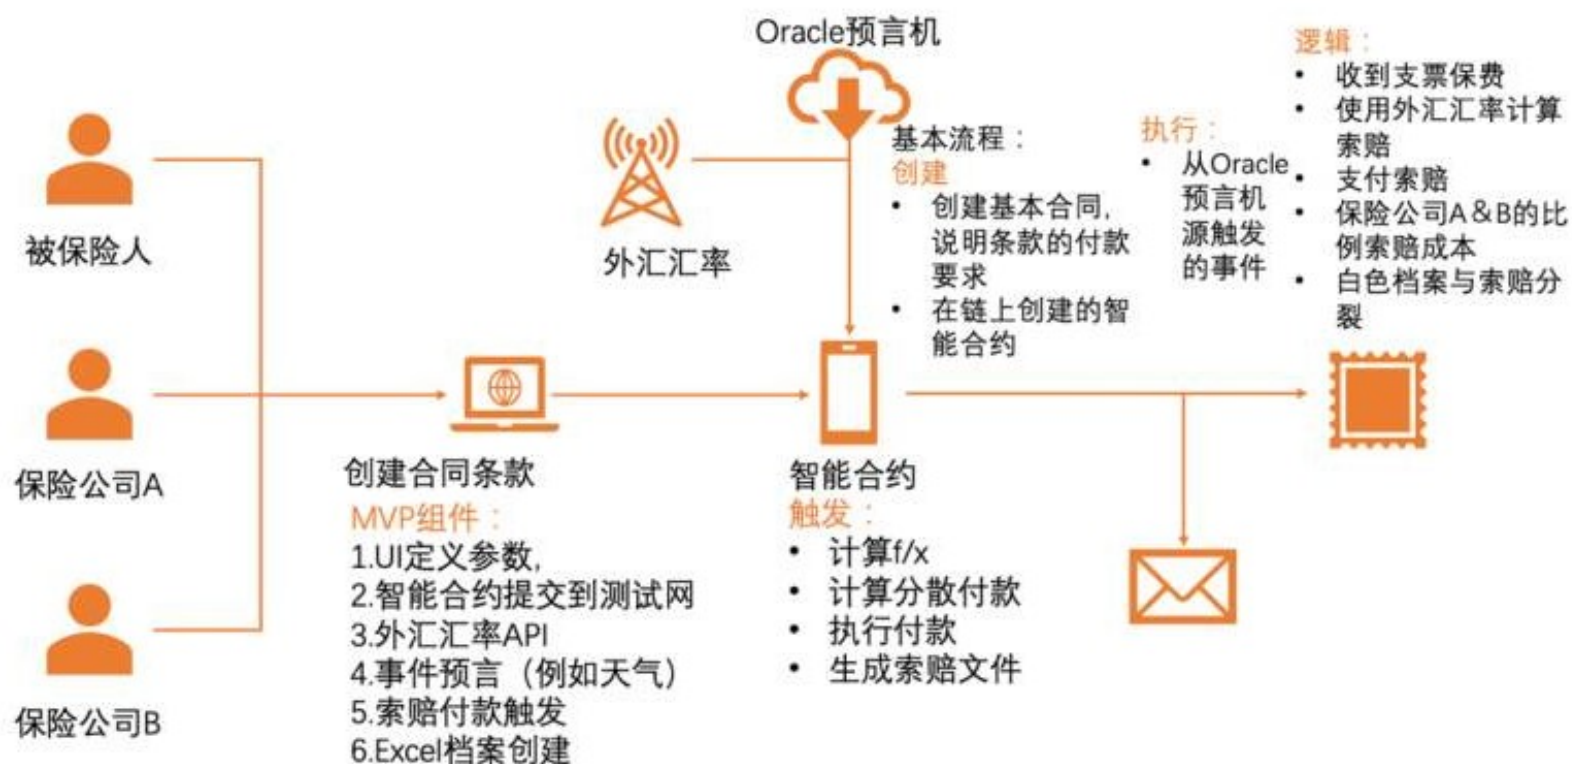 Oracle预言机
外汇汇率
被保险人
保险公司A
保险公司B
创建合同条款
MVP组件：
1.UI定义参数，
2.智能合约提交到测试网
3.外汇汇率API
4.事件预言（例如天气）
5.索赔付款触发
6.Excel档案创建
基本流程：
创建
• 创建基本合同，
说明条款的付款
要求
• 在链上创建的智
能合约
智能合约
触发：
• 计算f/x
• 计算分散付款
• 执行付款
• 生成索赔文件
执行：
• 从Oracle
预言机
源触发
的事件
逻辑：
• 收到支票保费
• 使用外汇汇率计算
索赔
• 支付索赔
• 保险公司A＆B的比
例索赔成本
• 白色档案与索赔分
裂